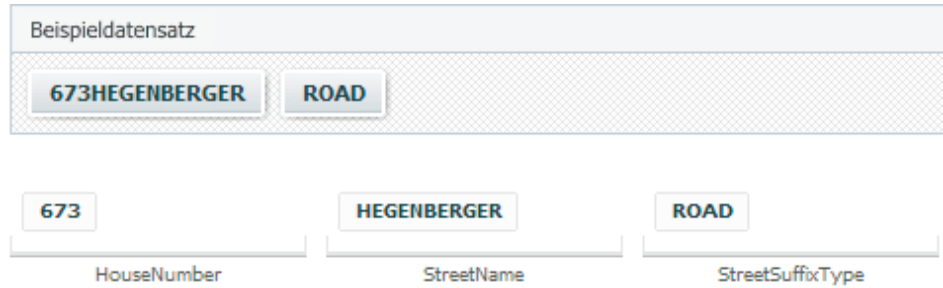 Beispieldatensatz
673HEGENBERGER ROAD
673 HEGENBERGER ROAD
HouseNumber StreetName StreetSuffixType